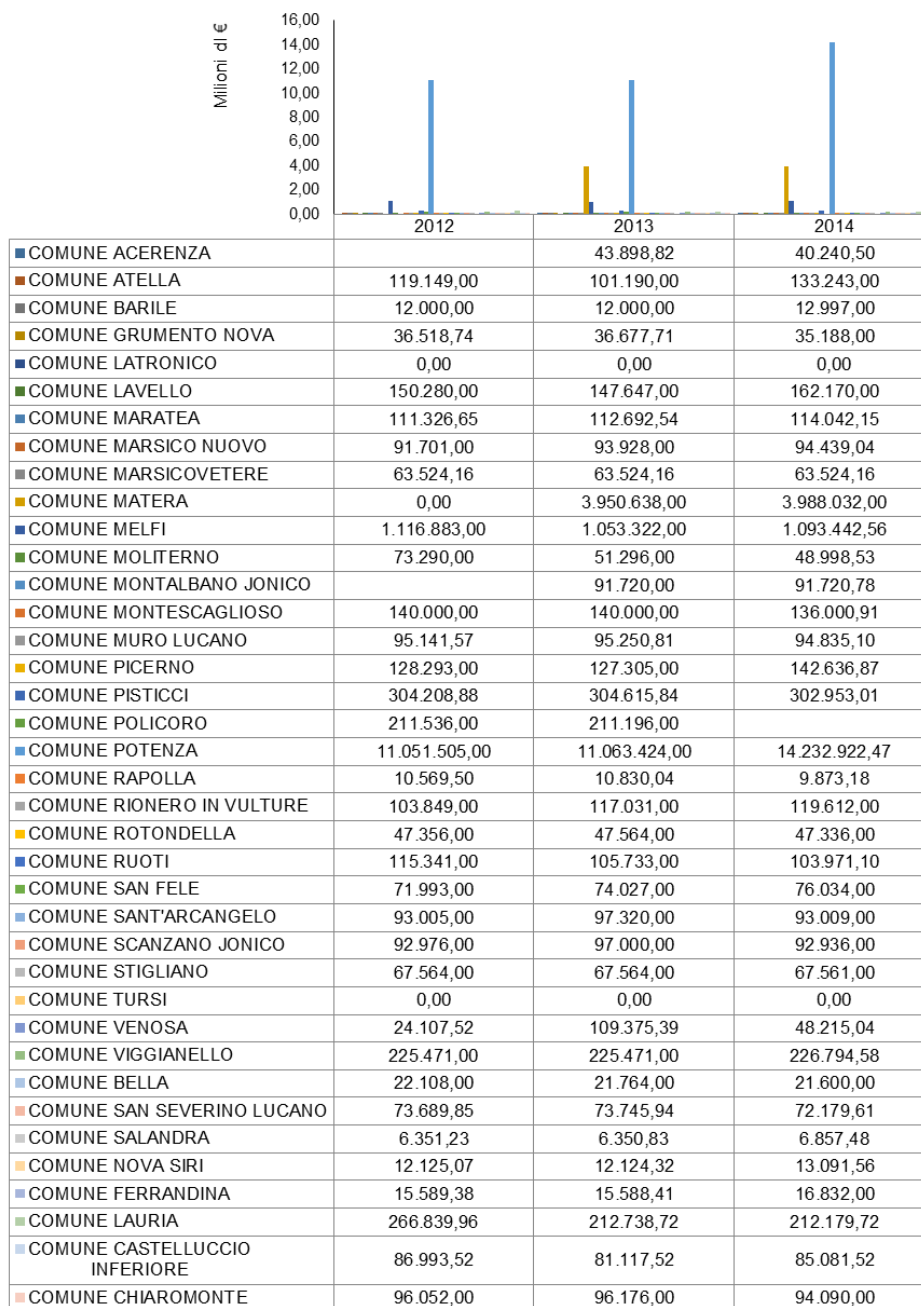 Milioni dI €
16,00
14,00
12,00
10,00
8,00
6,00
4,00
2,00
0,00
2012 2013 2014
COMUNE ACERENZA 43.898,82 40.240,50
COMUNE ATELLA 119.149,00 101.190,00 133.243,00
COMUNE BARILE 12.000,00 12.000,00 12.997,00
COMUNE GRUMENTO NOVA 36.518,74 36.677,71 35.188,00
COMUNE LATRONICO 0,00 0,00 0,00
COMUNE LAVELLO 150.280,00 147.647,00 162.170,00
COMUNE MARATEA 111.326,65 112.692,54 114.042,15
COMUNE MARSICO NUOVO 91.701,00 93.928,00 94.439,04
COMUNE MARSICOVETERE 63.524,16 63.524,16 63.524,16
COMUNE MATERA 0,00 3.950.638,00 3.988.032,00
COMUNE MELFI 1.116.883,00 1.053.322,00 1.093.442,56
COMUNE MOLITERNO 73.290,00 51.296,00 48.998,53
COMUNE MONTALBANO JONICO 91.720,00 91.720,78
COMUNE MONTESCAGLIOSO 140.000,00 140.000,00 136.000,91
COMUNE MURO LUCANO 95.141,57 95.250,81 94.835,10
COMUNE PICERNO 128.293,00 127.305,00 142.636,87
COMUNE PISTICCI 304.208,88 304.615,84 302.953,01
COMUNE POLICORO 211.536,00 211.196,00
COMUNE POTENZA 11.051.505,00 11.063.424,00 14.232.922,47
COMUNE RAPOLLA 10.569,50 10.830,04 9.873,18
COMUNE RIONERO IN VULTURE 103.849,00 117.031,00 119.612,00
COMUNE ROTONDELLA 47.356,00 47.564,00 47.336,00
COMUNE RUOTI 115.341,00 105.733,00 103.971,10
COMUNE SAN FELE 71.993,00 74.027,00 76.034,00
COMUNE SANT'ARCANGELO 93.005,00 97.320,00 93.009,00
COMUNE SCANZANO JONICO 92.976,00 97.000,00 92.936,00
COMUNE STIGLIANO 67.564,00 67.564,00 67.561,00
COMUNE TURSI 0,00 0,00 0,00
COMUNE VENOSA 24.107,52 109.375,39 48.215,04
COMUNE VIGGIANELLO 225.471,00 225.471,00 226.794,58
COMUNE BELLA 22.108,00 21.764,00 21.600,00
COMUNE SAN SEVERINO LUCANO 73.689,85 73.745,94 72.179,61
COMUNE SALANDRA 6.351,23 6.350,83 6.857,48
COMUNE NOVA SIRI 12.125,07 12.124,32 13.091,56
COMUNE FERRANDINA 15.589,38 15.588,41 16.832,00
COMUNE LAURIA 266.839,96 212.738,72 212.179,72
COMUNE CASTELLUCCIO
INFERIORE 86.993,52 81.117,52 85.081,52
COMUNE CHIAROMONTE 96.052,00 96.176,00 94.090,00